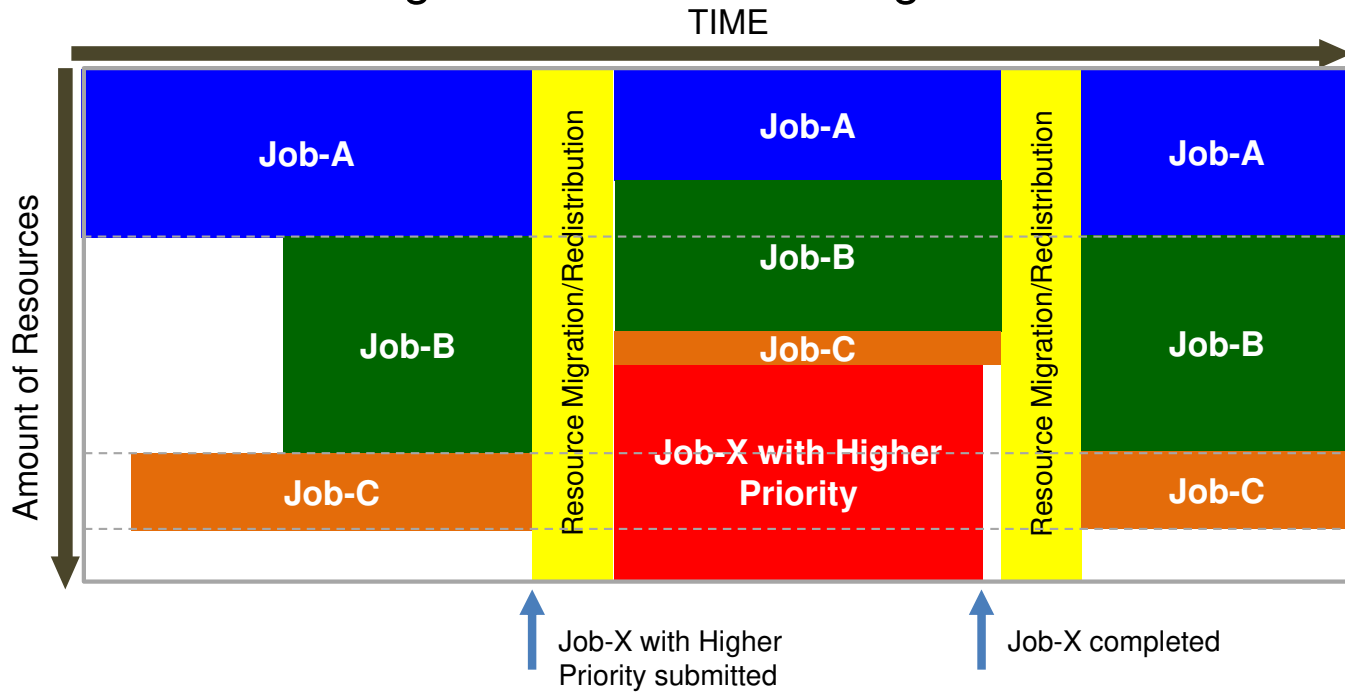 TIME
Amount of Resources
Job-A
Job-B
Job-C
Resource Migration/Redistribution
Job-A
Job-B
Job-C
Job-X with Higher
Priority
Resource Migration/Redistribution
Job-A
Job-B
Job-C
Job-X with Higher
Priority submitted
Job-X completed